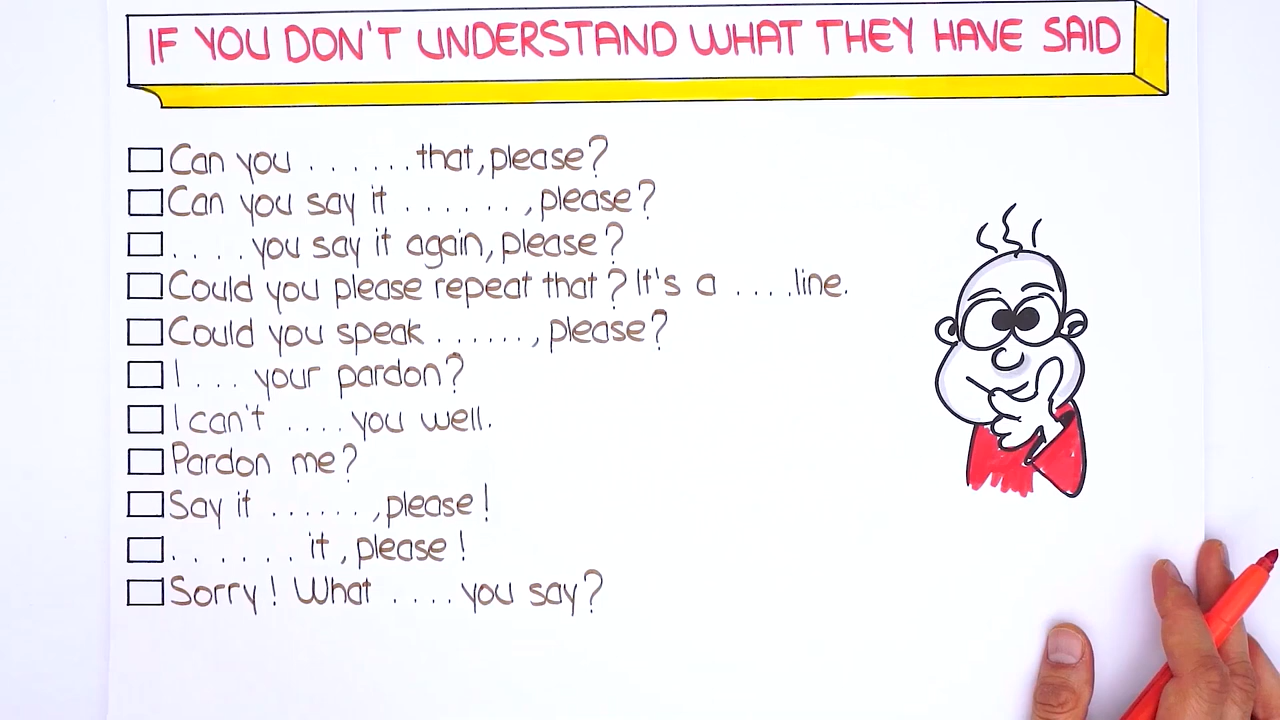 IF YOU DON'T UNDERSTAND WHAT THEY HAVE SAID
Can you ...... that, please?
Can you say it ......, please?
.... you say it again, please?
Could you please repeat that? It's a .... line.
Could you speak ......, please?
I ... your pardon?
I can't .... you well.
Pardon me?
Say it ......, please!
...... it, please!
Sorry! What .... you say?